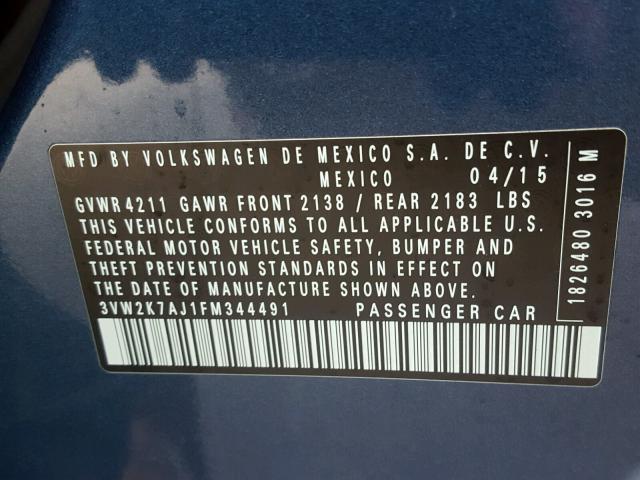 MFD BY VOLKSWAGEN DE MEXICO S.A. DE C.V.
MEXICO 04/15
GVWR 4211 GAWR FRONT 2138 / REAR 2183 LBS
THIS VEHICLE CONFORMS TO ALL APPLICABLE U.S.
FEDERAL MOTOR VEHICLE SAFETY, BUMPER AND
THEFT PREVENTION STANDARDS IN EFFECT ON
THE DATE OF MANUFACTURE SHOWN ABOVE.
3VW2K7AJ1FM344491 PASSENGER CAR
1826480 3016 M